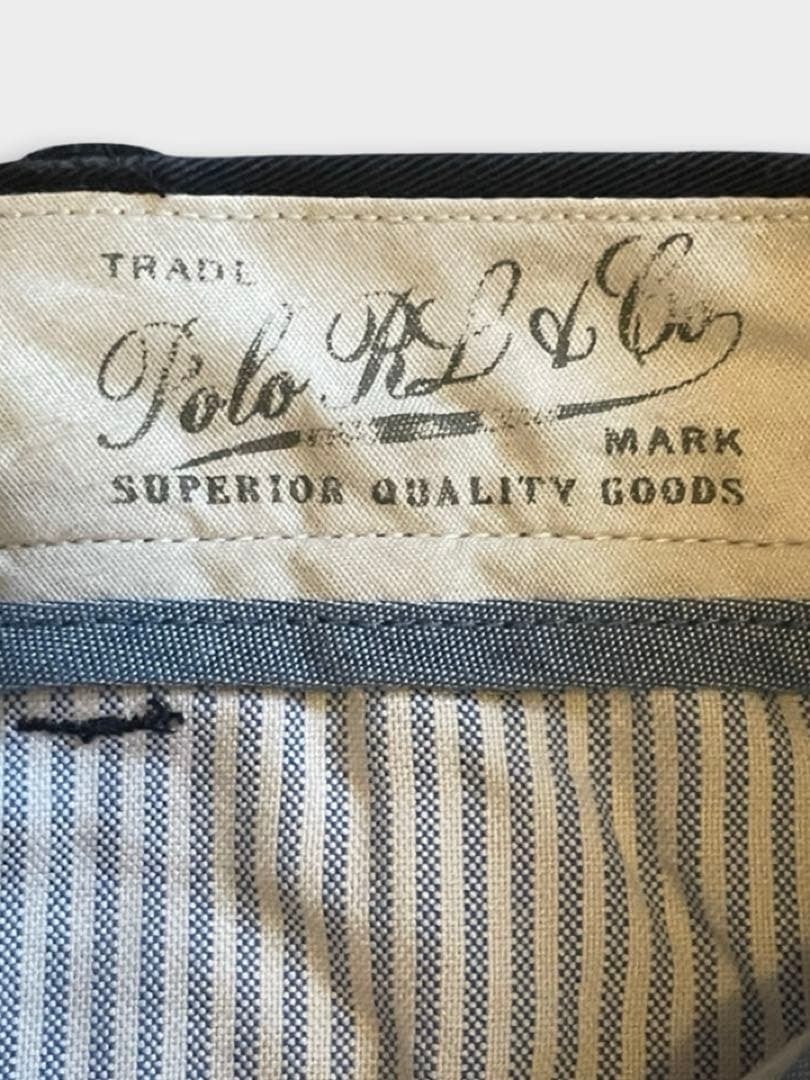 TRADE
Polo RL & Co
MARK
SUPERIOR QUALITY GOODS